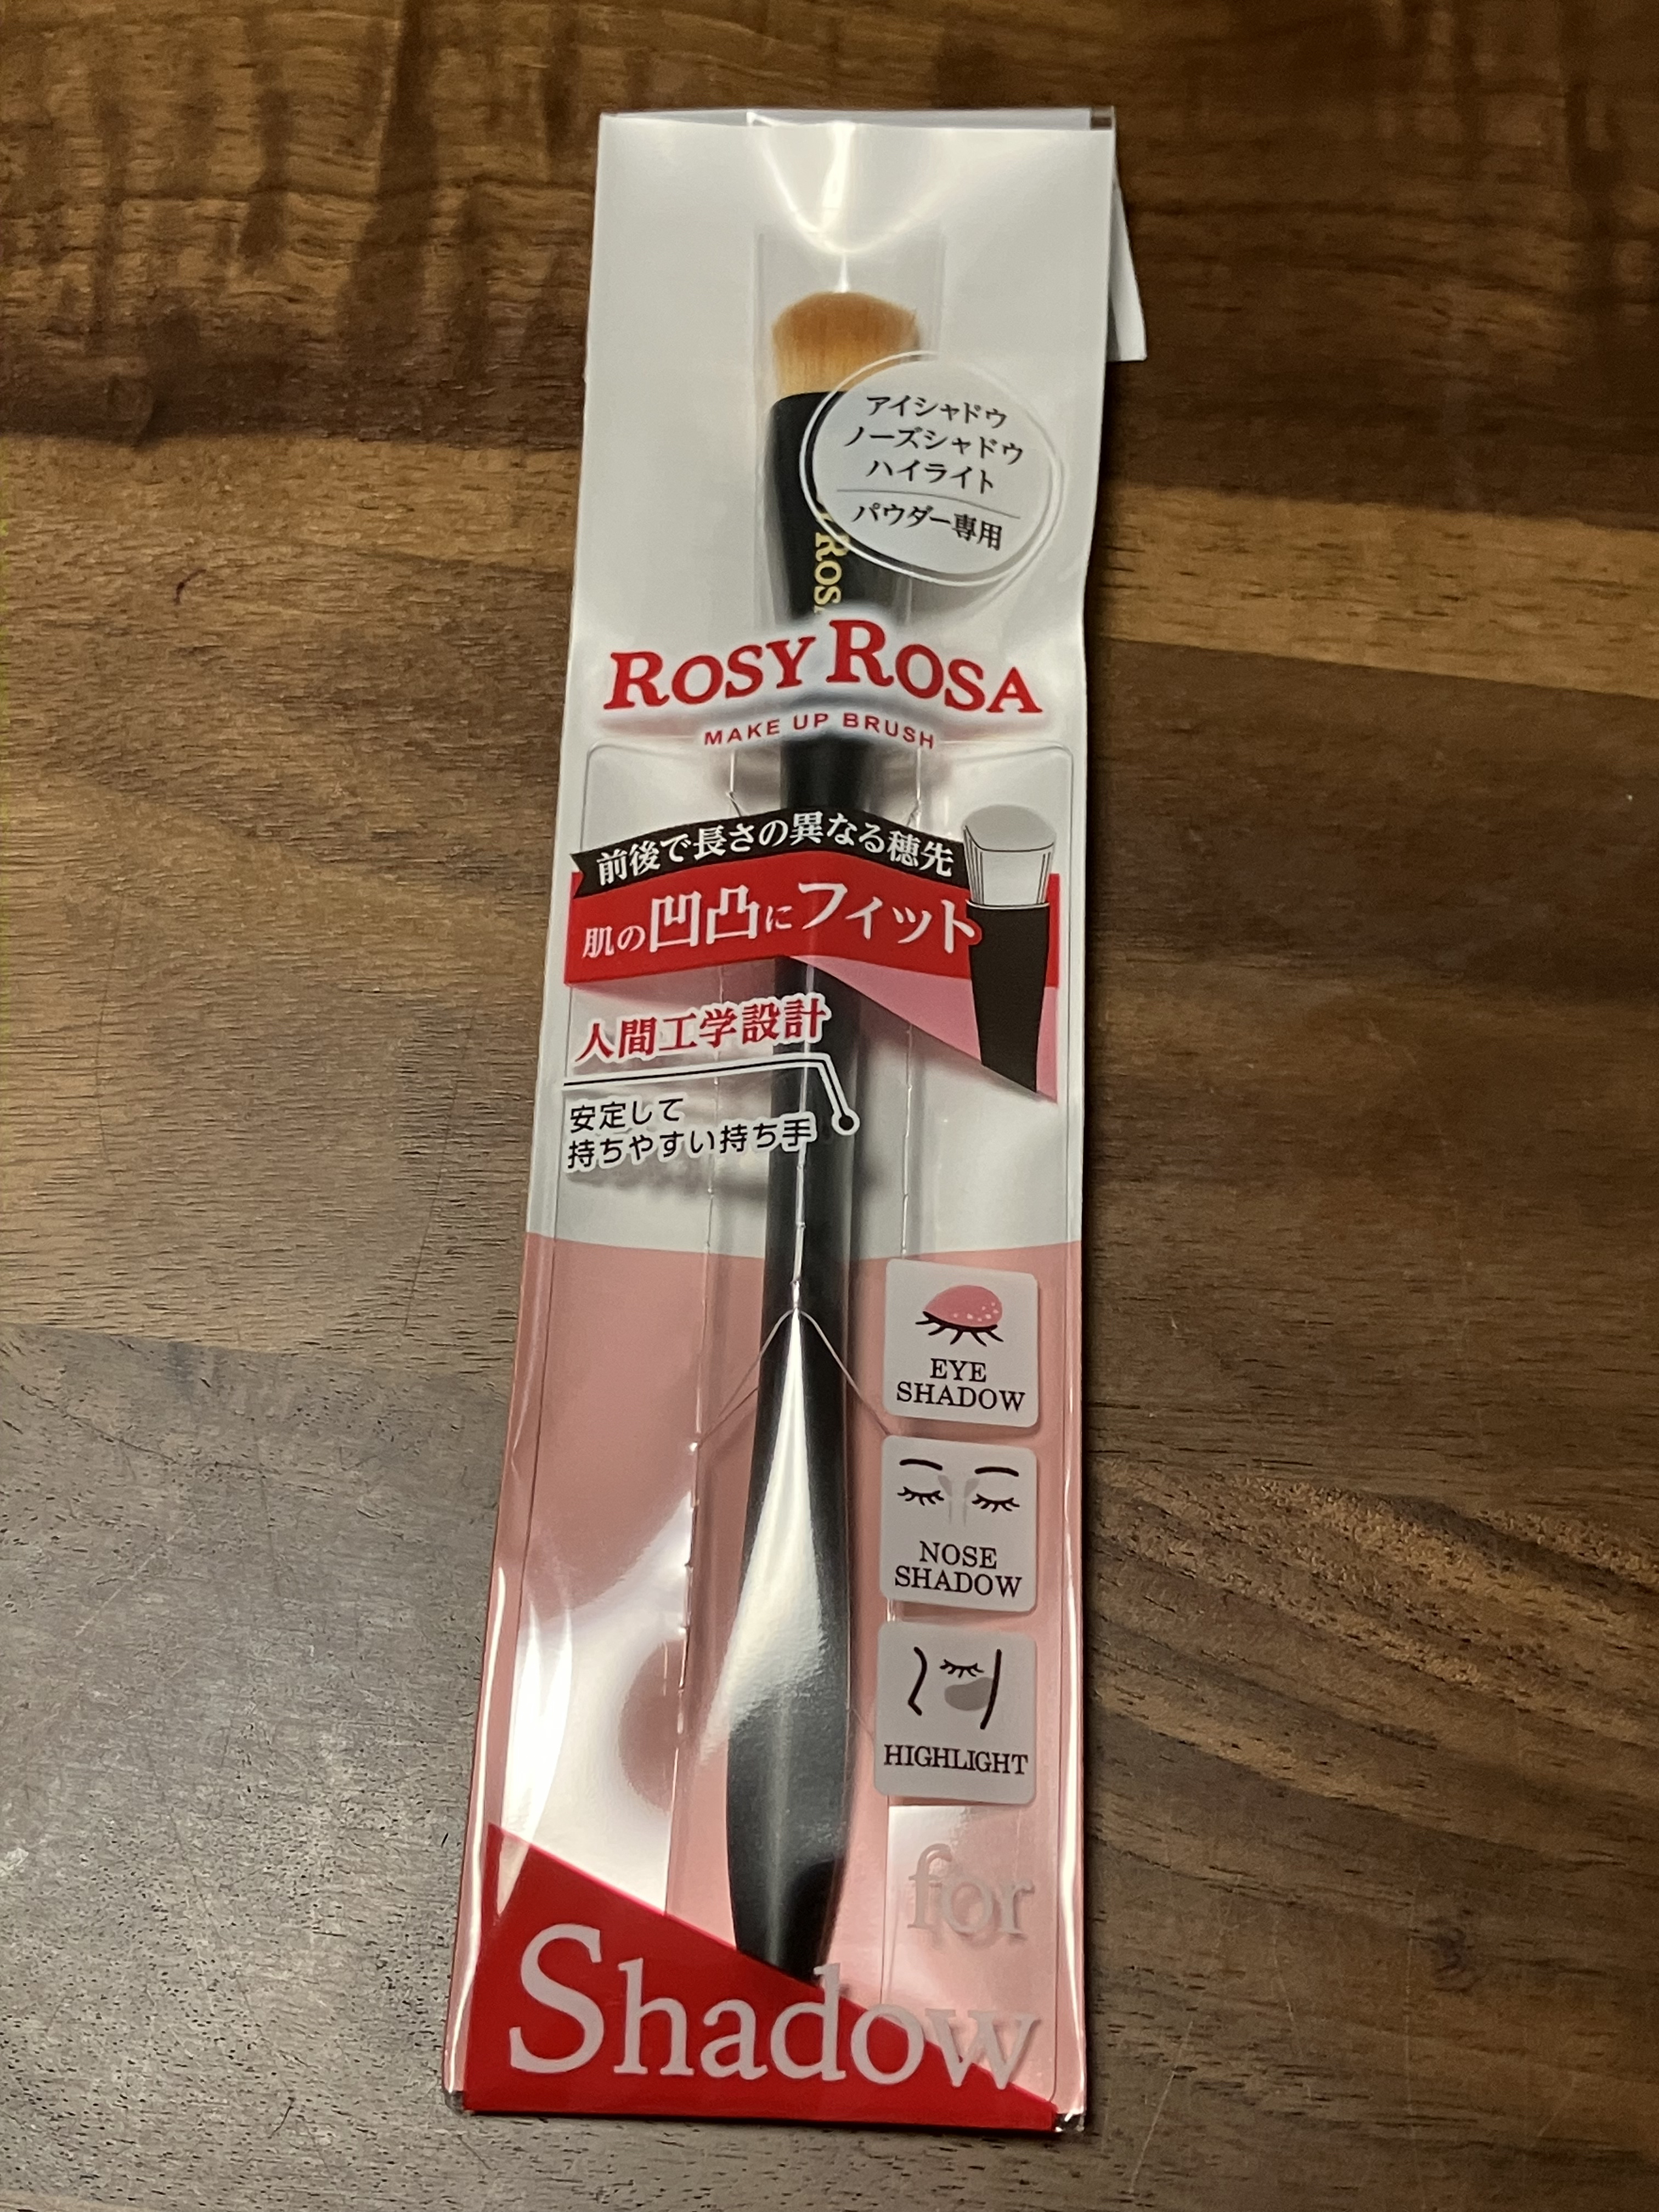 アイシャドウ
ノーズシャドウ
ハイライト
パウダー専用
ROSY ROSA
MAKE UP BRUSH
前後で長さの異なる穂先
肌の凹凸にフィット
人間工学設計
安定して
持ちやすい持ち手
EYE
SHADOW
NOSE
SHADOW
HIGHLIGHT
for
Shadow